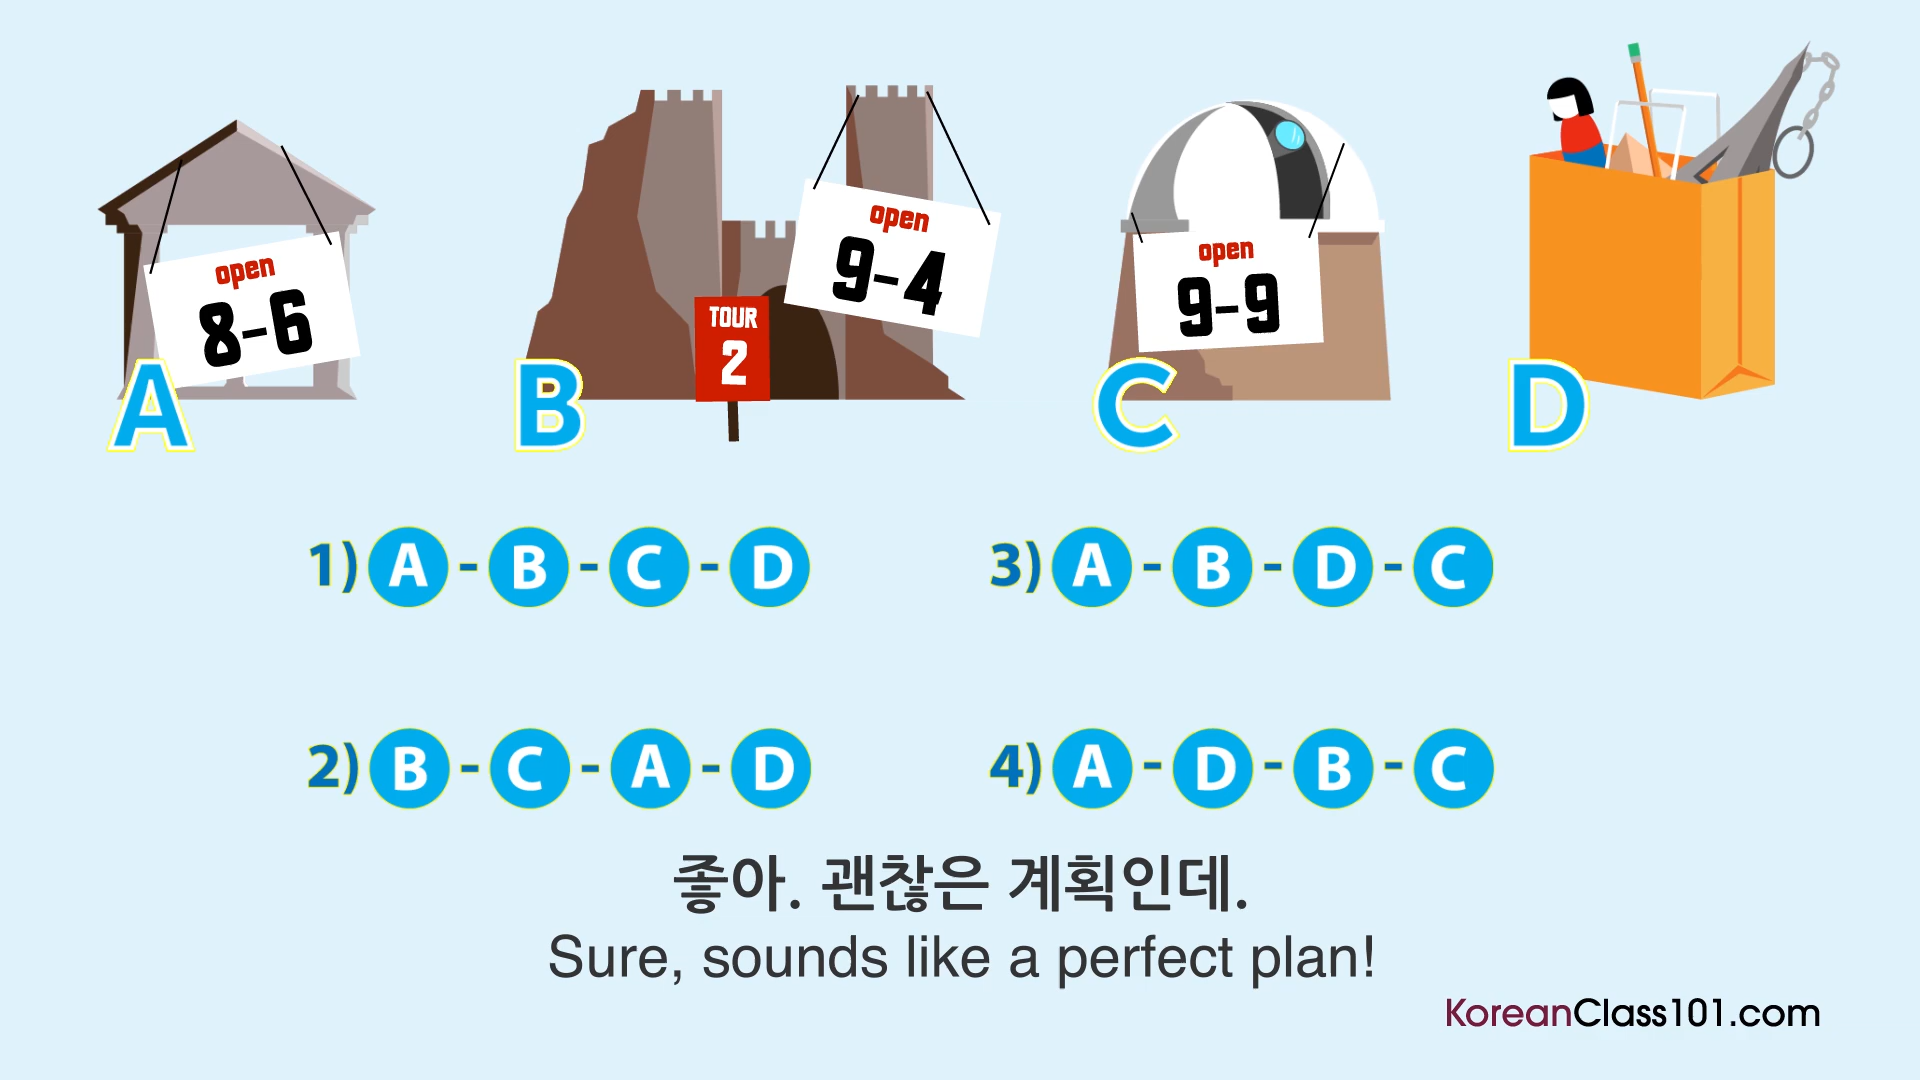 open
8-6
A
open
9-4
TOUR
2
B
open
9-9
C
D
1) A - B - C - D
3) A - B - D - C
2) B - C - A - D
4) A - D - B - C
좋아. 괜찮은 계획인데.
Sure, sounds like a perfect plan!
KoreanClass101.com